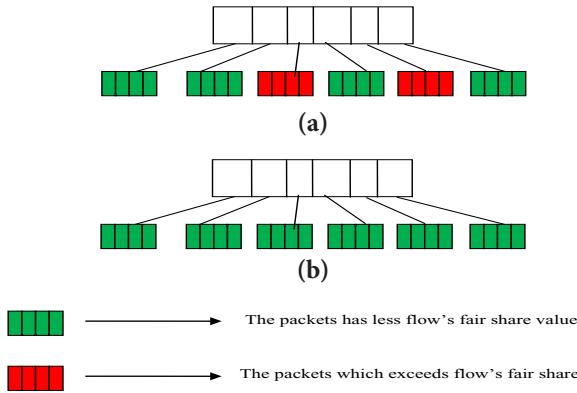 (a)
(b)
The packets has less flow's fair share value
The packets which exceeds flow's fair share